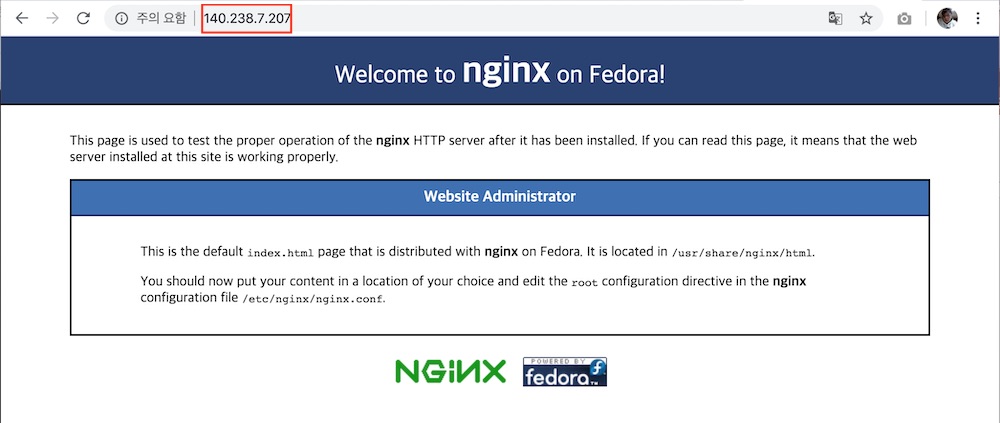 주의 요함 140.238.7.207
Welcome to nginx on Fedora!
This page is used to test the proper operation of the nginx HTTP server after it has been installed. If you can read this page, it means that the web
server installed at this site is working properly.
Website Administrator
This is the default index.html page that is distributed with nginx on Fedora. It is located in /usr/share/nginx/html.
You should now put your content in a location of your choice and edit the root configuration directive in the nginx
configuration file /etc/nginx/nginx.conf.
NGINX
POWERED BY
fedora